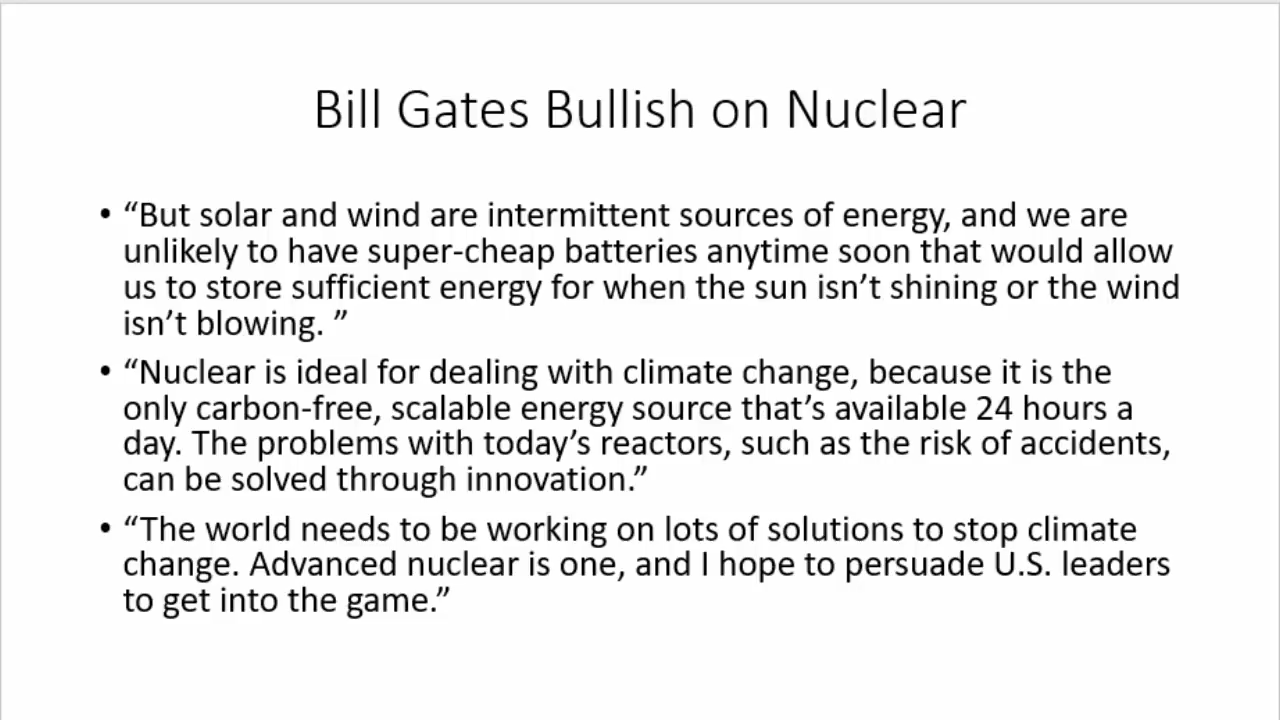 Bill Gates Bullish on Nuclear
• “But solar and wind are intermittent sources of energy, and we are
unlikely to have super-cheap batteries anytime soon that would allow
us to store sufficient energy for when the sun isn’t shining or the wind
isn’t blowing. ”
• “Nuclear is ideal for dealing with climate change, because it is the
only carbon-free, scalable energy source that’s available 24 hours a
day. The problems with today’s reactors, such as the risk of accidents,
can be solved through innovation.”
• “The world needs to be working on lots of solutions to stop climate
change. Advanced nuclear is one, and I hope to persuade U.S. leaders
to get into the game.”